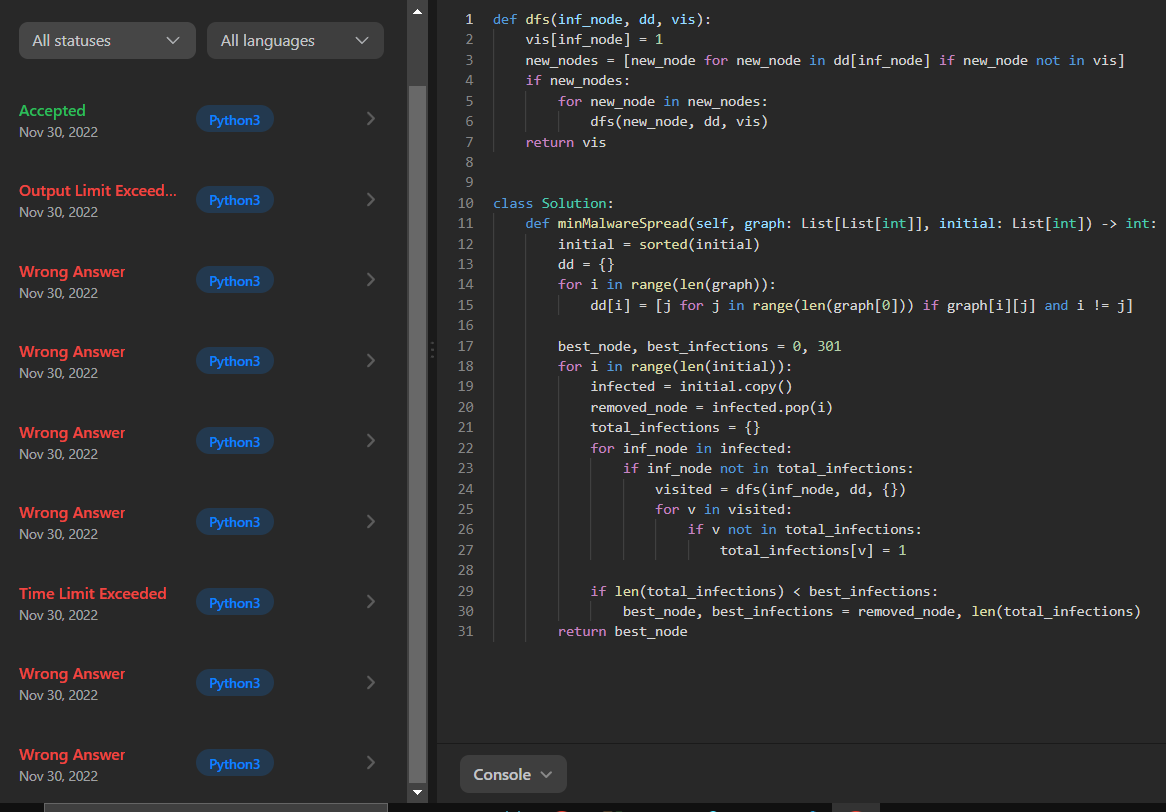 All statuses
All languages
Accepted
Nov 30, 2022
Python3
Output Limit Exceed...
Nov 30, 2022
Python3
Wrong Answer
Nov 30, 2022
Python3
Wrong Answer
Nov 30, 2022
Python3
Wrong Answer
Nov 30, 2022
Python3
Wrong Answer
Nov 30, 2022
Python3
Time Limit Exceeded
Nov 30, 2022
Python3
Wrong Answer
Nov 30, 2022
Python3
Wrong Answer
Nov 30, 2022
Python3
1 def dfs(inf_node, dd, vis):
2     vis[inf_node] = 1
3     new_nodes = [new_node for new_node in dd[inf_node] if new_node not in vis]
4     if new_nodes:
5         for new_node in new_nodes:
6             dfs(new_node, dd, vis)
7     return vis
8
9
10 class Solution:
11     def minMalwareSpread(self, graph: List[List[int]], initial: List[int]) -> int:
12         initial = sorted(initial)
13         dd = {}
14         for i in range(len(graph)):
15             dd[i] = [j for j in range(len(graph[0])) if graph[i][j] and i != j]
16
17         best_node, best_infections = 0, 301
18         for i in range(len(initial)):
19             infected = initial.copy()
20             removed_node = infected.pop(i)
21             total_infections = {}
22             for inf_node in infected:
23                 if inf_node not in total_infections:
24                     visited = dfs(inf_node, dd, {})
25                     for v in visited:
26                         if v not in total_infections:
27                             total_infections[v] = 1
28
29             if len(total_infections) < best_infections:
30                 best_node, best_infections = removed_node, len(total_infections)
31         return best_node
Console